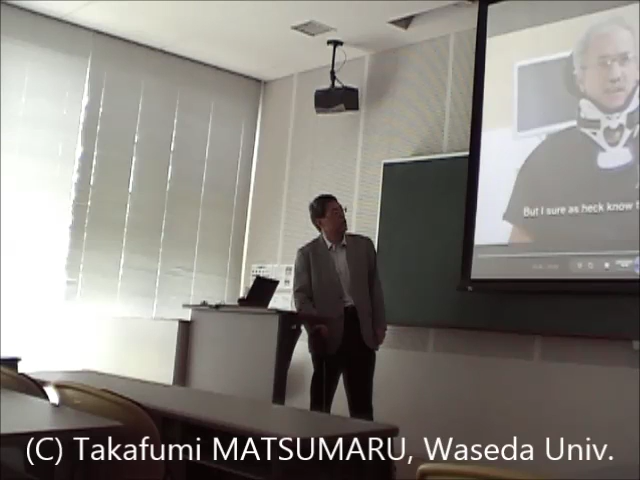 But I sure as heck know
(C) Takafumi MATSUMARU, Waseda Univ.